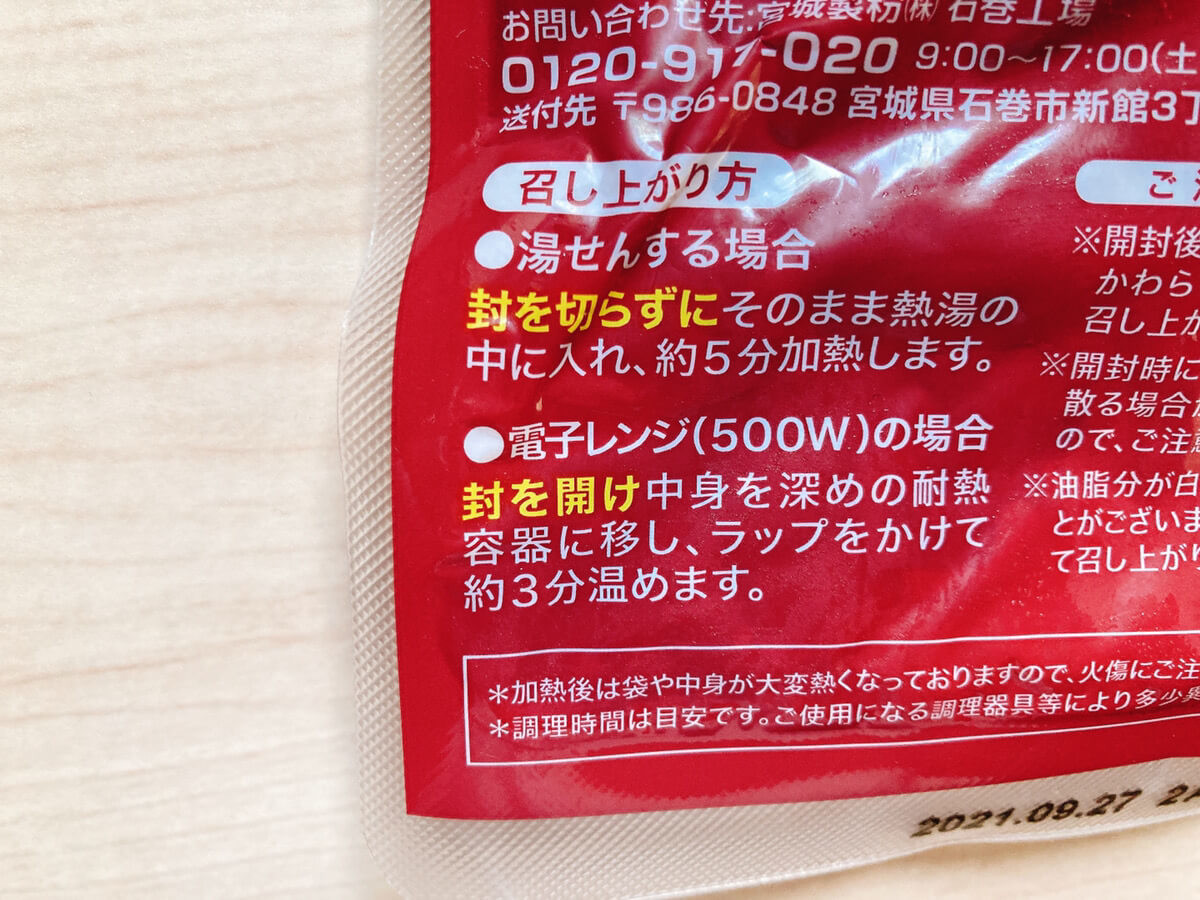 お問い合わせ先:宮城製粉㈱ 石巻工場
0120-911-020 9:00〜17:00(土
送付先 〒986-0848 宮城県石巻市新館3丁
召し上がり方
●湯せんする場合
封を切らずにそのまま熱湯の
中に入れ、約5分加熱します。
●電子レンジ(500W)の場合
封を開け中身を深めの耐熱
容器に移し、ラップをかけて
約3分温めます。
ご
※開封後
かわら
召し上が
※開封時に
散る場合が
ので、ご注意
※油脂分が白
とがございま
て召し上がり
＊加熱後は袋や中身が大変熱くなっておりますので、火傷にご注
＊調理時間は目安です。ご使用になる調理器具等により多少異
2021.09.27